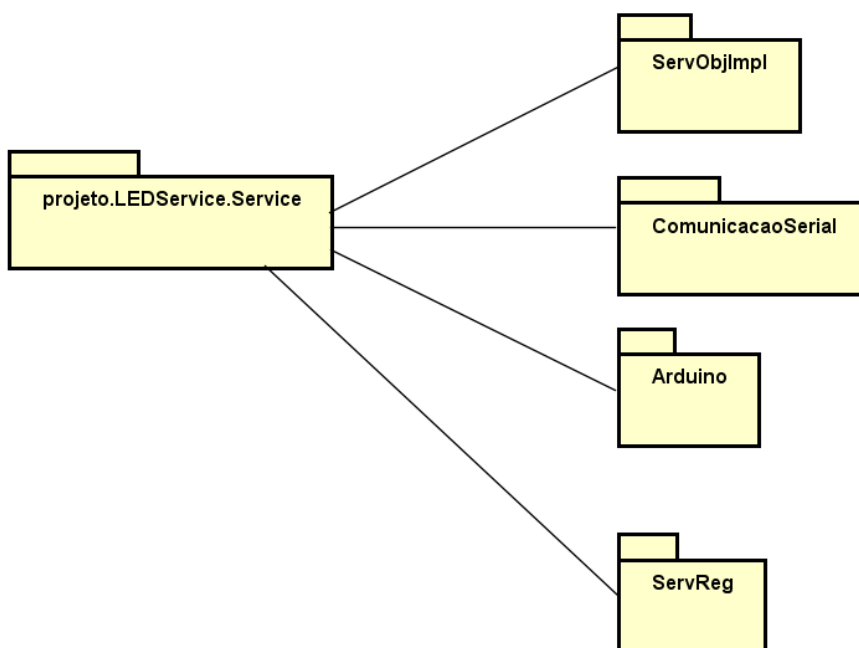 ServObjImpl
projeto.LEDService.Service
ComunicacaoSerial
Arduino
ServReg